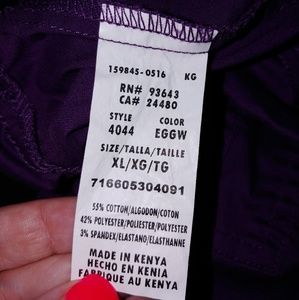 159845-0516 KG
RN# 93643
CA# 24480
STYLE COLOR
4044 EGGW
SIZE/TALLA/TAILLE
XL/XG/TG
716605304091
55% COTTON/ALGODON/COTON
42% POLYESTER/POLIESTER/POLYESTER
3% SPANDEX/ELASTANO/ELASTHANNE
MADE IN KENYA
HECHO EN KENIA
FABRIQUE AU KENYA